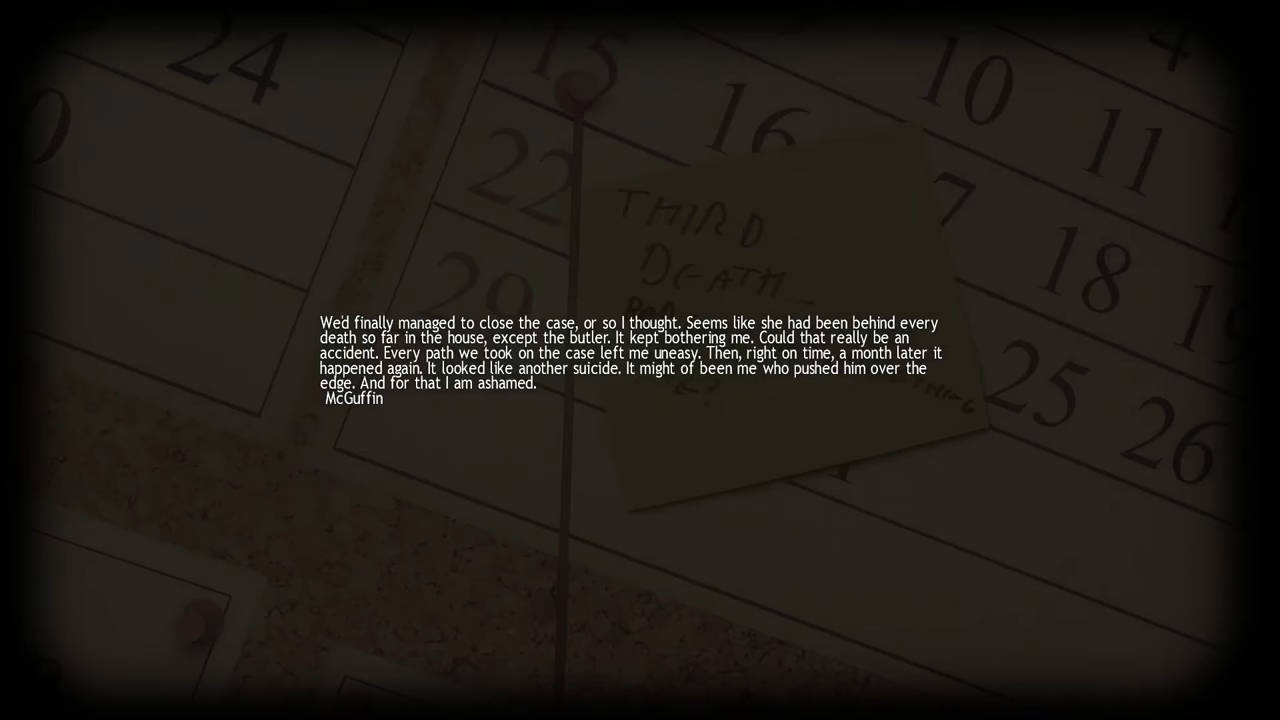 24
15
10
4
16
11
22
THIRD
7
DEATH
18
19
29
We'd finally managed to close the case, or so I thought. Seems like she had been behind every
death so far in the house, except the butler. It kept bothering me. Could that really be an
accident. Every path we took on the case left me uneasy. Then, right on time, a month later it
happened again. It looked like another suicide. It might of been me who pushed him over the
edge. And for that I am ashamed.
McGuffin
25
26